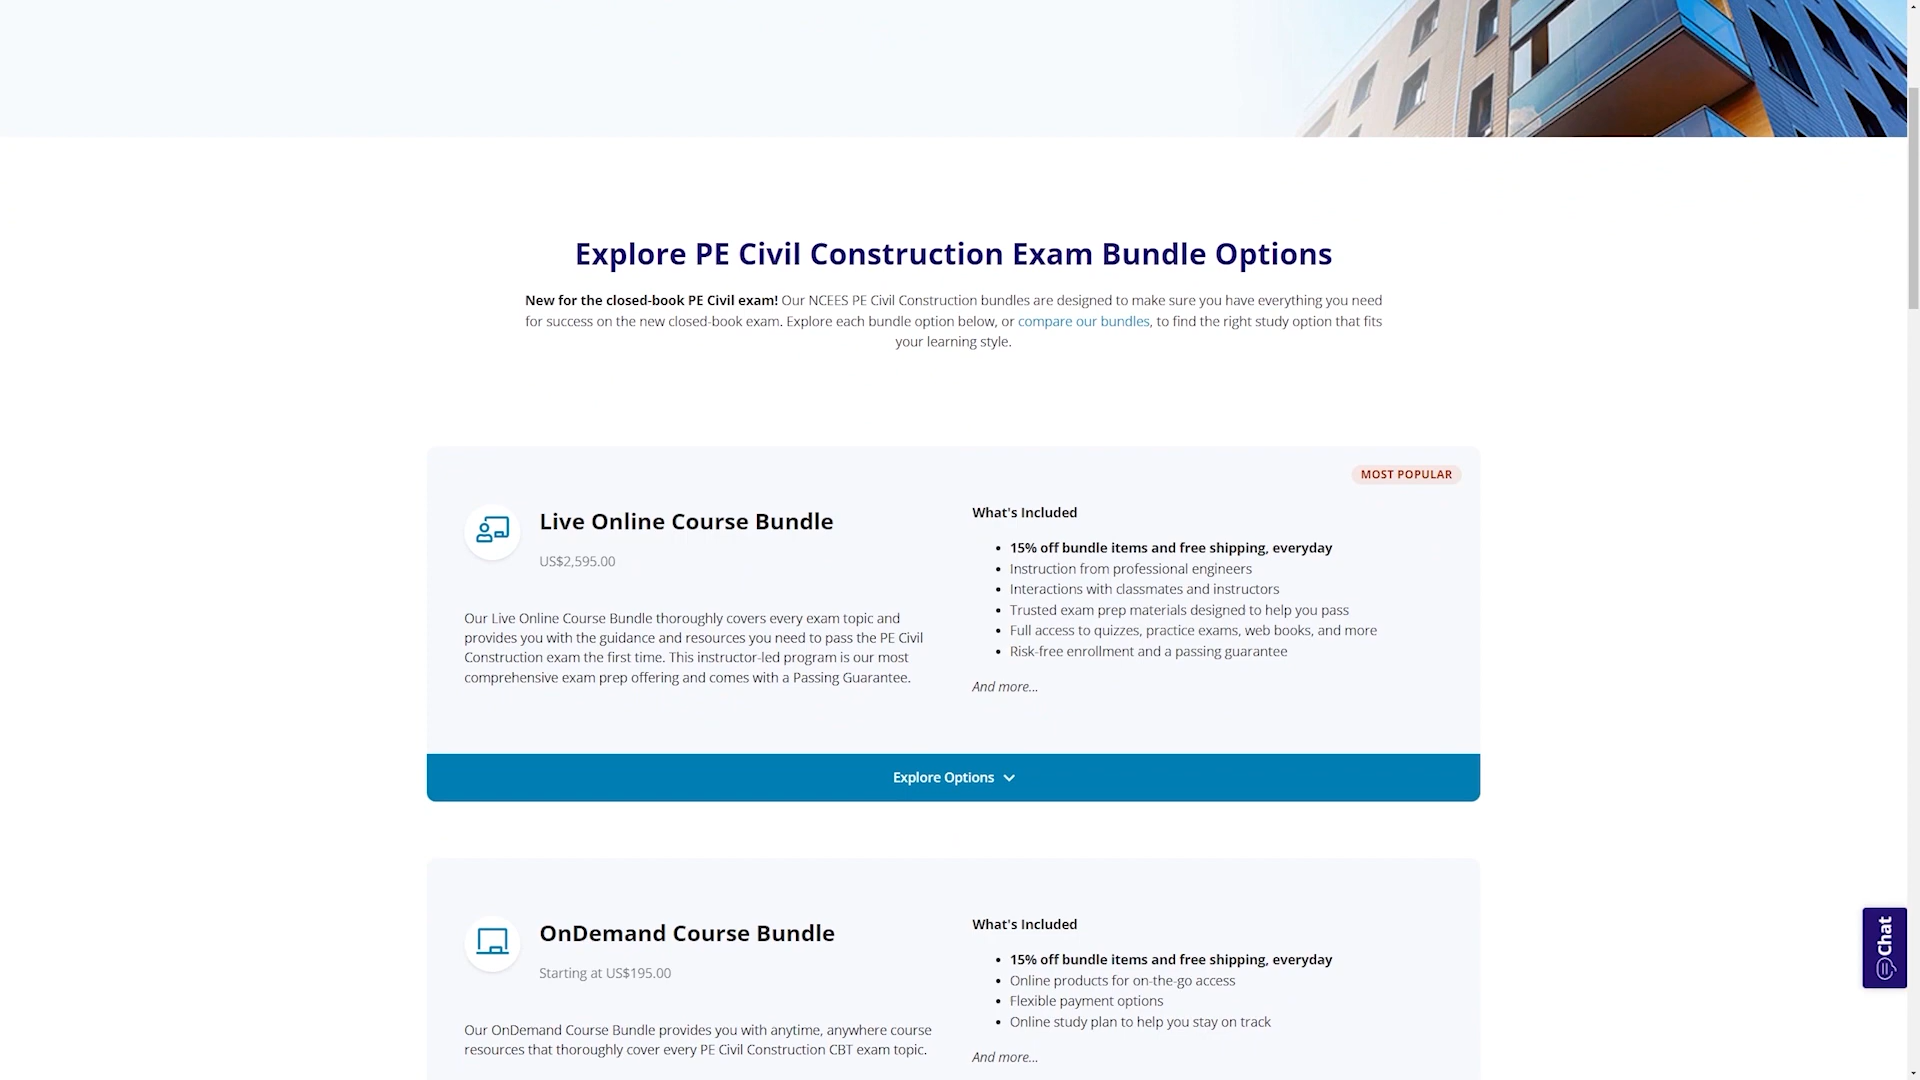 Explore PE Civil Construction Exam Bundle Options
New for the closed-book PE Civil exam! Our NCEES PE Civil Construction bundles are designed to make sure you have everything you need
for success on the new closed-book exam. Explore each bundle option below, or compare our bundles, to find the right study option that fits
your learning style.
MOST POPULAR
Live Online Course Bundle
US$2,595.00
Our Live Online Course Bundle thoroughly covers every exam topic and
provides you with the guidance and resources you need to pass the PE Civil
Construction exam the first time. This instructor-led program is our most
comprehensive exam prep offering and comes with a Passing Guarantee.
What's Included
• 15% off bundle items and free shipping, everyday
• Instruction from professional engineers
• Interactions with classmates and instructors
• Trusted exam prep materials designed to help you pass
• Full access to quizzes, practice exams, web books, and more
• Risk-free enrollment and a passing guarantee
And more...
Explore Options
OnDemand Course Bundle
Starting at US$195.00
Our OnDemand Course Bundle provides you with anytime, anywhere course
resources that thoroughly cover every PE Civil Construction CBT exam topic.
What's Included
• 15% off bundle items and free shipping, everyday
• Online products for on-the-go access
• Flexible payment options
• Online study plan to help you stay on track
And more...
Chat